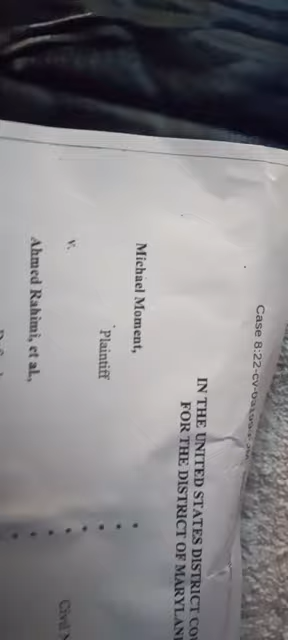 Case 8:22-cv-
IN THE UNITED STATES DISTRICT CO
FOR THE DISTRICT OF MARYLAN
Michael Moment,
Plaintiff
v.
Ahmed Rahimi, et al.,
Civil N